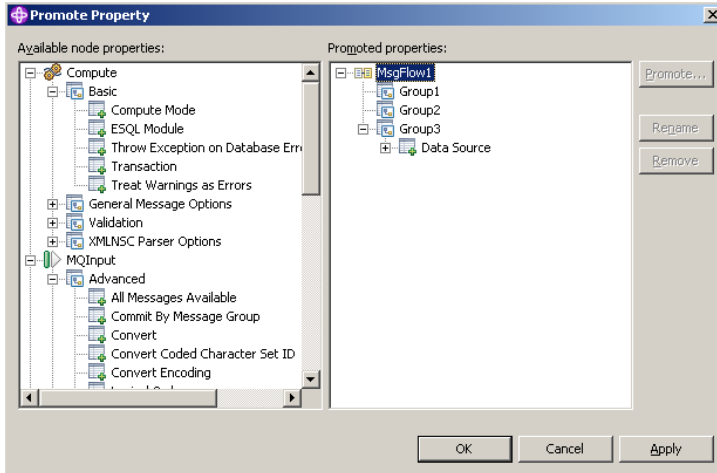 Promote Property
Available node properties:
Compute
Basic
Compute Mode
ESQL Module
Throw Exception on Database Err
Transaction
Treat Warnings as Errors
General Message Options
Validation
XMLNSC Parser Options
MQInput
Advanced
All Messages Available
Commit By Message Group
Convert
Convert Coded Character Set ID
Convert Encoding
Promoted properties:
MsgFlow1
Group1
Group2
Group3
Data Source
Promote...
Rename
Remove
OK
Cancel
Apply